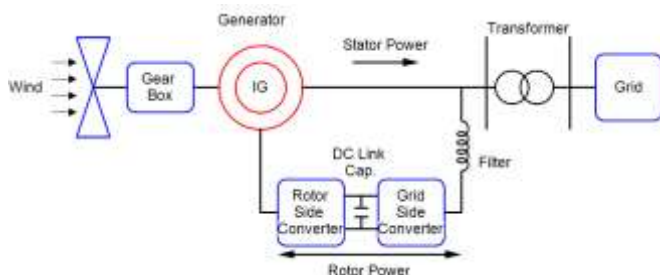 Generator
Stator Power
Transformer
Wind
Gear
Box
IG
Grid
Filter
DC Link
Cap.
Rotor
Side
Converter
Grid
Side
Converter
Rotor Power